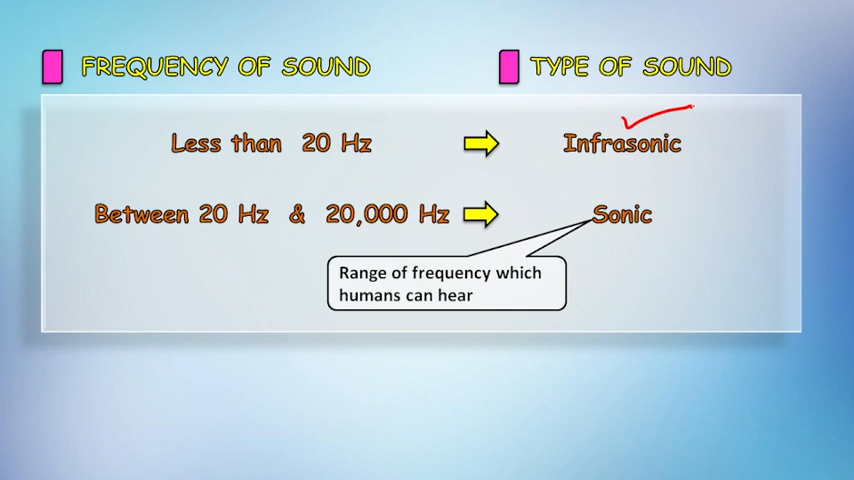 FREQUENCY OF SOUND TYPE OF SOUND
Less than 20 Hz Infrasonic
Between 20 Hz & 20,000 Hz Sonic
Range of frequency which
humans can hear